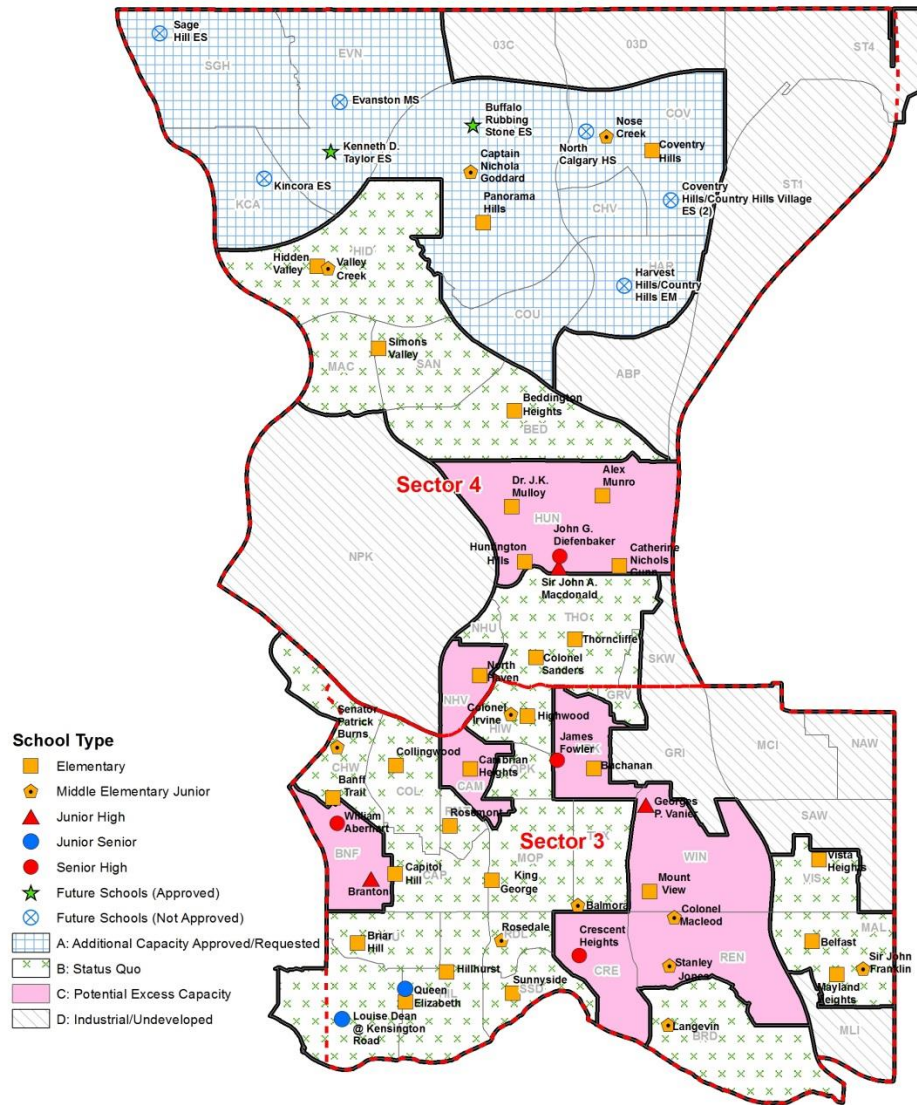 Sage
Hill ES
SGH
EVN
03C
03D
ST4
Evanston MS
Buffalo
Rubbing
Stone ES
Nose
Creek
COV
North
Calgary HS
Coventry
Hills
Kenneth D.
Taylor ES
Captain
Nichola
Goddard
Kincora ES
KCA
Panorama
Hills
CHV
Coventry
Hills/Country Hills Village
ES (2)
ST1
HID
Hidden
Valley
Valley
Creek
HAR
Harvest
Hills/Country
Hills EM
COU
Simons
Valley
MAC
SAN
ABP
Beddington
Heights
BED
Sector 4
Dr. J.K.
Mulloy
Alex
Munro
HUN
John G.
Diefenbaker
Huntington
Hills
Catherine
Nichols
Gunn
Sir John A.
Macdonald
NPK
NHU
THO
Thorncliffe
Colonel
Sanders
SKW
North
Haven
NHV
GRV
Senator
Patrick
Burns
Colonel
Irvine
Highwood
HIW
James
Fowler
GRI
MCI
NAW
CHW
Collingwood
COL
Cambrian
Heights
CAM
Buchanan
Banff
Trail
Georges
P. Vanier
SAW
William
Aberhart
Rosemont
Sector 3
WIN
BNF
Branton
Capitol
Hill
CAP
MOP
King
George
Vista
Heights
VIS
Mount
View
Balmora
Colonel
Macleod
MAL
Briar
Hill
Rosedale
RDL
Crescent
Heights
CRE
REN
Belfast
Sir John
Franklin
Hillhurst
Stanley
Jones
Mayland
Heights
Queen
Elizabeth
Sunnyside
SSD
Louise Dean
@ Kensington
Road
Langevin
BRD
MLI
School Type
Elementary
Middle Elementary Junior
Junior High
Junior Senior
Senior High
Future Schools (Approved)
Future Schools (Not Approved)
A: Additional Capacity Approved/Requested
B: Status Quo
C: Potential Excess Capacity
D: Industrial/Undeveloped